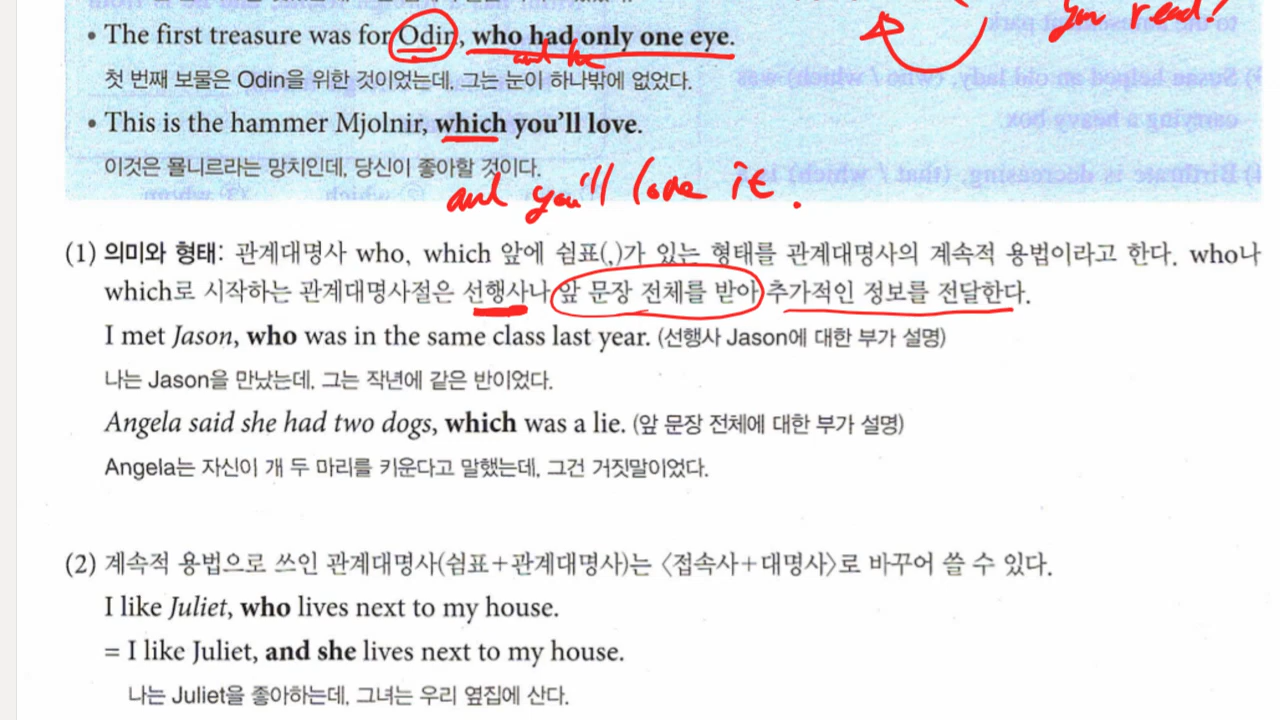 you read?
• The first treasure was for Odin, who had only one eye.
and he
첫 번째 보물은 Odin을 위한 것이었는데, 그는 눈이 하나밖에 없었다.
• This is the hammer Mjolnir, which you'll love.
이것은 묠니르라는 망치인데, 당신이 좋아할 것이다.
and you'll love it.
(1) 의미와 형태: 관계대명사 who, which 앞에 쉼표(,)가 있는 형태를 관계대명사의 계속적 용법이라고 한다. who나
which로 시작하는 관계대명사절은 선행사나 앞 문장 전체를 받아 추가적인 정보를 전달한다.
I met Jason, who was in the same class last year. (선행사 Jason에 대한 부가 설명)
나는 Jason을 만났는데, 그는 작년에 같은 반이었다.
Angela said she had two dogs, which was a lie. (앞 문장 전체에 대한 부가 설명)
Angela는 자신이 개 두 마리를 키운다고 말했는데, 그건 거짓말이었다.
(2) 계속적 용법으로 쓰인 관계대명사(쉼표+관계대명사)는 〈접속사+대명사〉로 바꾸어 쓸 수 있다.
I like Juliet, who lives next to my house.
= I like Juliet, and she lives next to my house.
나는 Juliet을 좋아하는데, 그녀는 우리 옆집에 산다.